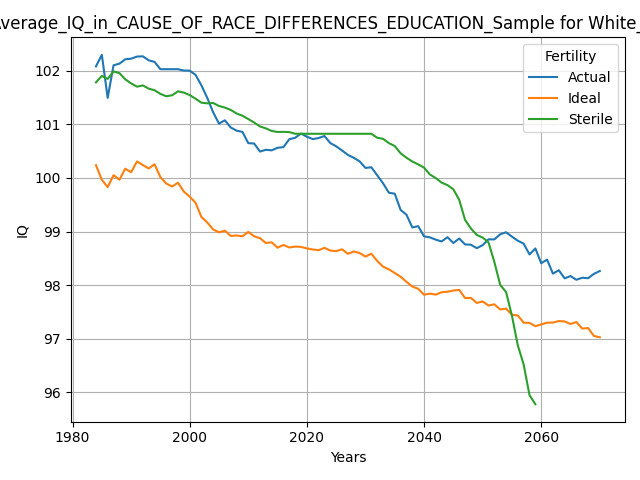 Average_IQ_in_CAUSE_OF_RACE_DIFFERENCES_EDUCATION_Sample for White_
Fertility
Actual
Ideal
Sterile
102
101
100
99
98
97
96
IQ
1980
2000
2020
2040
2060
Years